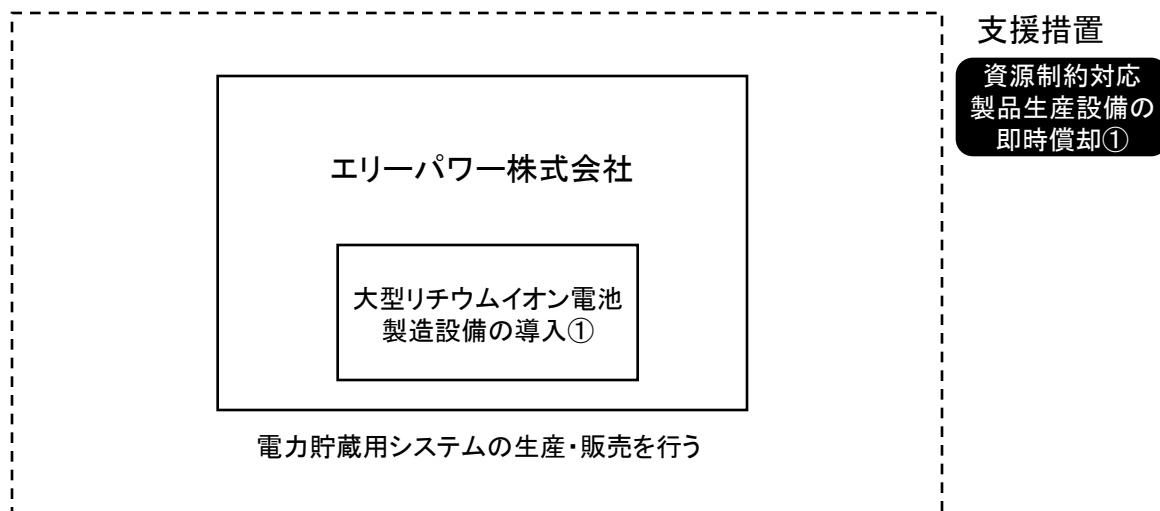 支援措置
資源制約対応
製品生産設備の
即時償却①
エリーパワー株式会社
大型リチウムイオン電池
製造設備の導入①
電力貯蔵用システムの生産・販売を行う